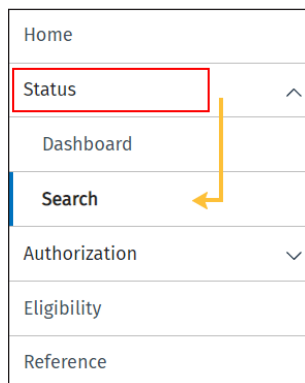 Home
Status
Dashboard
Search
Authorization
Eligibility
Reference